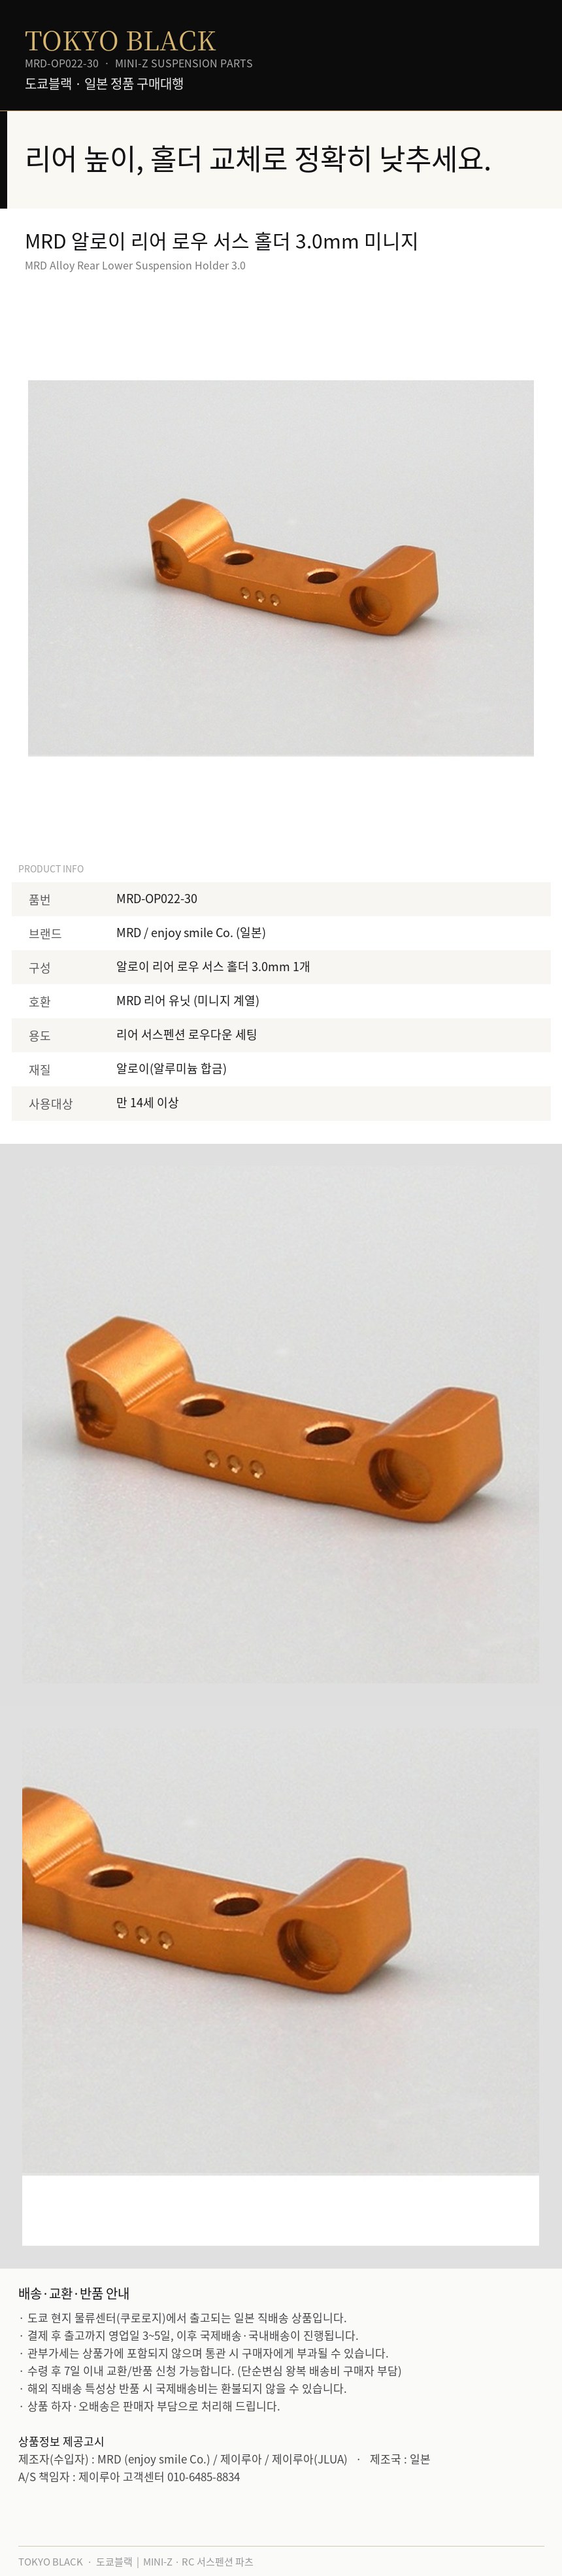 TOKYO BLACK
MRD-OP022-30 · MINI-Z SUSPENSION PARTS
도쿄블랙 · 일본 정품 구매대행
리어 높이, 홀더 교체로 정확히 낮추세요.
MRD 알로이 리어 로우 서스 홀더 3.0mm 미니지
MRD Alloy Rear Lower Suspension Holder 3.0
PRODUCT INFO
품번 MRD-OP022-30
브랜드 MRD / enjoy smile Co. (일본)
구성 알로이 리어 로우 서스 홀더 3.0mm 1개
호환 MRD 리어 유닛 (미니지 계열)
용도 리어 서스펜션 로우다운 세팅
재질 알로이(알루미늄 합금)
사용대상 만 14세 이상
배송·교환·반품 안내
· 도쿄 현지 물류센터(쿠로로지)에서 출고되는 일본 직배송 상품입니다.
· 결제 후 출고까지 영업일 3~5일, 이후 국제배송·국내배송이 진행됩니다.
· 관부가세는 상품가에 포함되지 않으며 통관 시 구매자에게 부과될 수 있습니다.
· 수령 후 7일 이내 교환/반품 신청 가능합니다. (단순변심 왕복 배송비 구매자 부담)
· 해외 직배송 특성상 반품 시 국제배송비는 환불되지 않을 수 있습니다.
· 상품 하자·오배송은 판매자 부담으로 처리해 드립니다.
상품정보 제공고시
제조자(수입자) : MRD (enjoy smile Co.) / 제이루아 / 제이루아(JLUA) · 제조국 : 일본
A/S 책임자 : 제이루아 고객센터 010-6485-8834
TOKYO BLACK · 도쿄블랙 | MINI-Z · RC 서스펜션 파츠